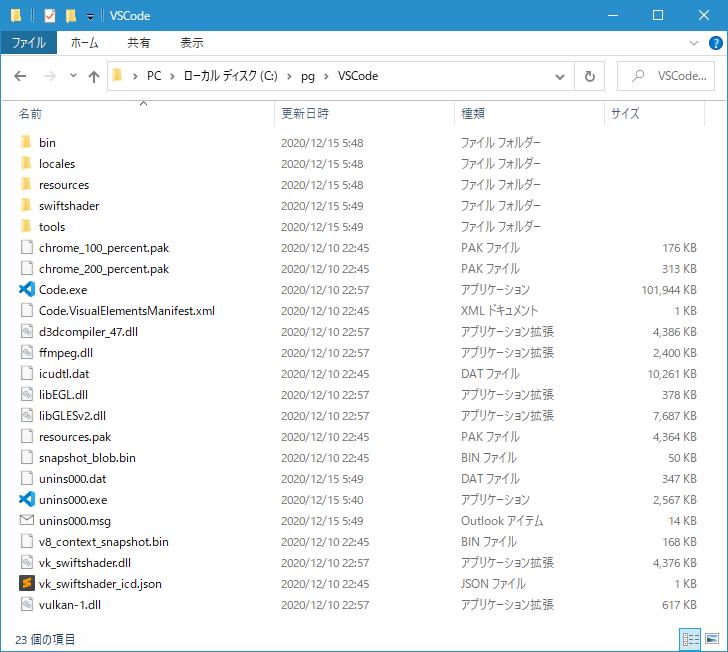 VSCode
ファイル ホーム 共有 表示
PC ローカル ディスク (C:) pg VSCode VSCode...
名前 更新日時 種類 サイズ
bin 2020/12/15 5:48 ファイル フォルダー
locales 2020/12/15 5:48 ファイル フォルダー
resources 2020/12/15 5:48 ファイル フォルダー
swiftshader 2020/12/15 5:49 ファイル フォルダー
tools 2020/12/15 5:49 ファイル フォルダー
chrome_100_percent.pak 2020/12/10 22:45 PAK ファイル 176 KB
chrome_200_percent.pak 2020/12/10 22:45 PAK ファイル 313 KB
Code.exe 2020/12/10 22:57 アプリケーション 101,944 KB
Code.VisualElementsManifest.xml 2020/12/10 22:45 XML ドキュメント 1 KB
d3dcompiler_47.dll 2020/12/10 22:57 アプリケーション拡張 4,386 KB
ffmpeg.dll 2020/12/10 22:57 アプリケーション拡張 2,400 KB
icudtl.dat 2020/12/10 22:45 DAT ファイル 10,261 KB
libEGL.dll 2020/12/10 22:57 アプリケーション拡張 378 KB
libGLESv2.dll 2020/12/10 22:57 アプリケーション拡張 7,687 KB
resources.pak 2020/12/10 22:45 PAK ファイル 4,364 KB
snapshot_blob.bin 2020/12/10 22:45 BIN ファイル 50 KB
unins000.dat 2020/12/15 5:49 DAT ファイル 347 KB
unins000.exe 2020/12/15 5:40 アプリケーション 2,567 KB
unins000.msg 2020/12/15 5:49 Outlook アイテム 14 KB
v8_context_snapshot.bin 2020/12/10 22:45 BIN ファイル 168 KB
vk_swiftshader.dll 2020/12/10 22:57 アプリケーション拡張 4,376 KB
vk_swiftshader_icd.json 2020/12/10 22:45 JSON ファイル 1 KB
vulkan-1.dll 2020/12/10 22:57 アプリケーション拡張 617 KB
23 個の項目